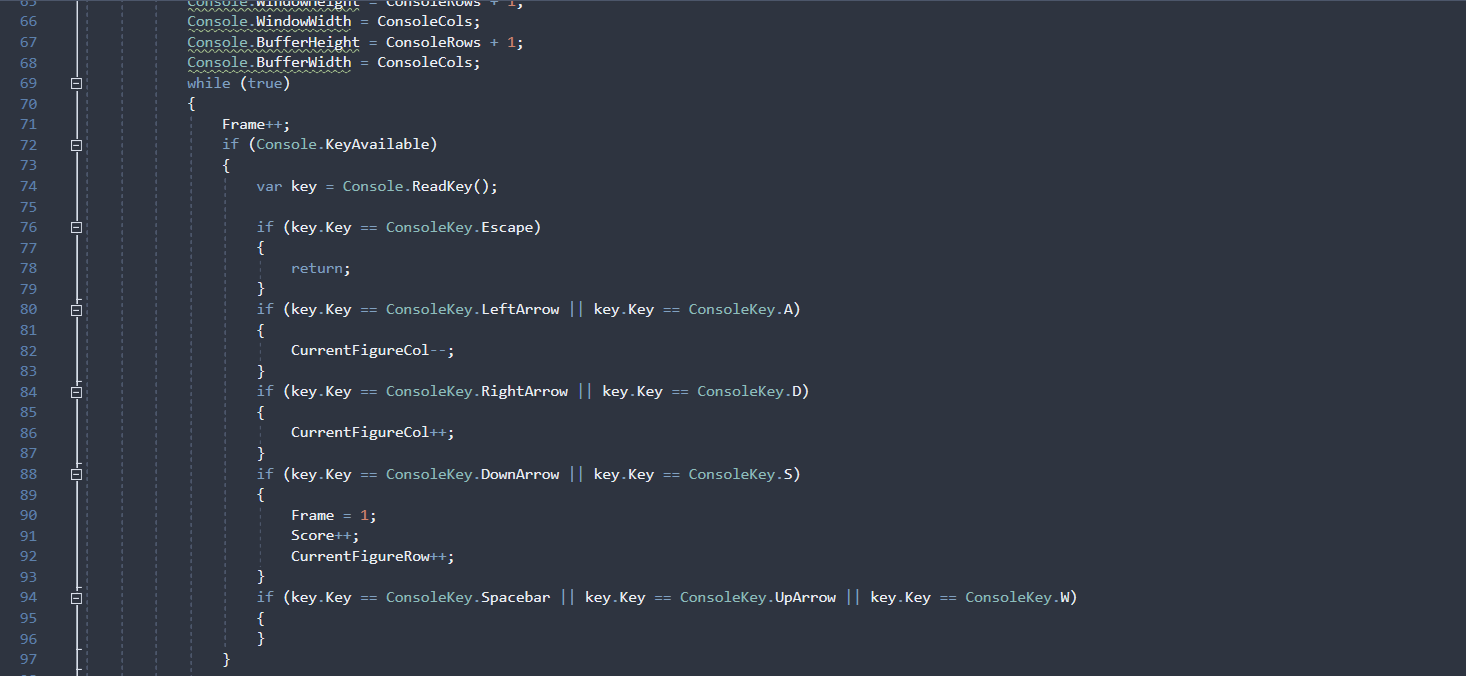 65 Console.WindowHeight = ConsoleRows + 1;
66 Console.WindowWidth = ConsoleCols;
67 Console.BufferHeight = ConsoleRows + 1;
68 Console.BufferWidth = ConsoleCols;
69 while (true)
70 {
71 Frame++;
72 if (Console.KeyAvailable)
73 {
74 var key = Console.ReadKey();
75
76 if (key.Key == ConsoleKey.Escape)
77 {
78 return;
79 }
80 if (key.Key == ConsoleKey.LeftArrow || key.Key == ConsoleKey.A)
81 {
82 CurrentFigureCol--;
83 }
84 if (key.Key == ConsoleKey.RightArrow || key.Key == ConsoleKey.D)
85 {
86 CurrentFigureCol++;
87 }
88 if (key.Key == ConsoleKey.DownArrow || key.Key == ConsoleKey.S)
89 {
90 Frame = 1;
91 Score++;
92 CurrentFigureRow++;
93 }
94 if (key.Key == ConsoleKey.Spacebar || key.Key == ConsoleKey.UpArrow || key.Key == ConsoleKey.W)
95 {
96 }
97 }